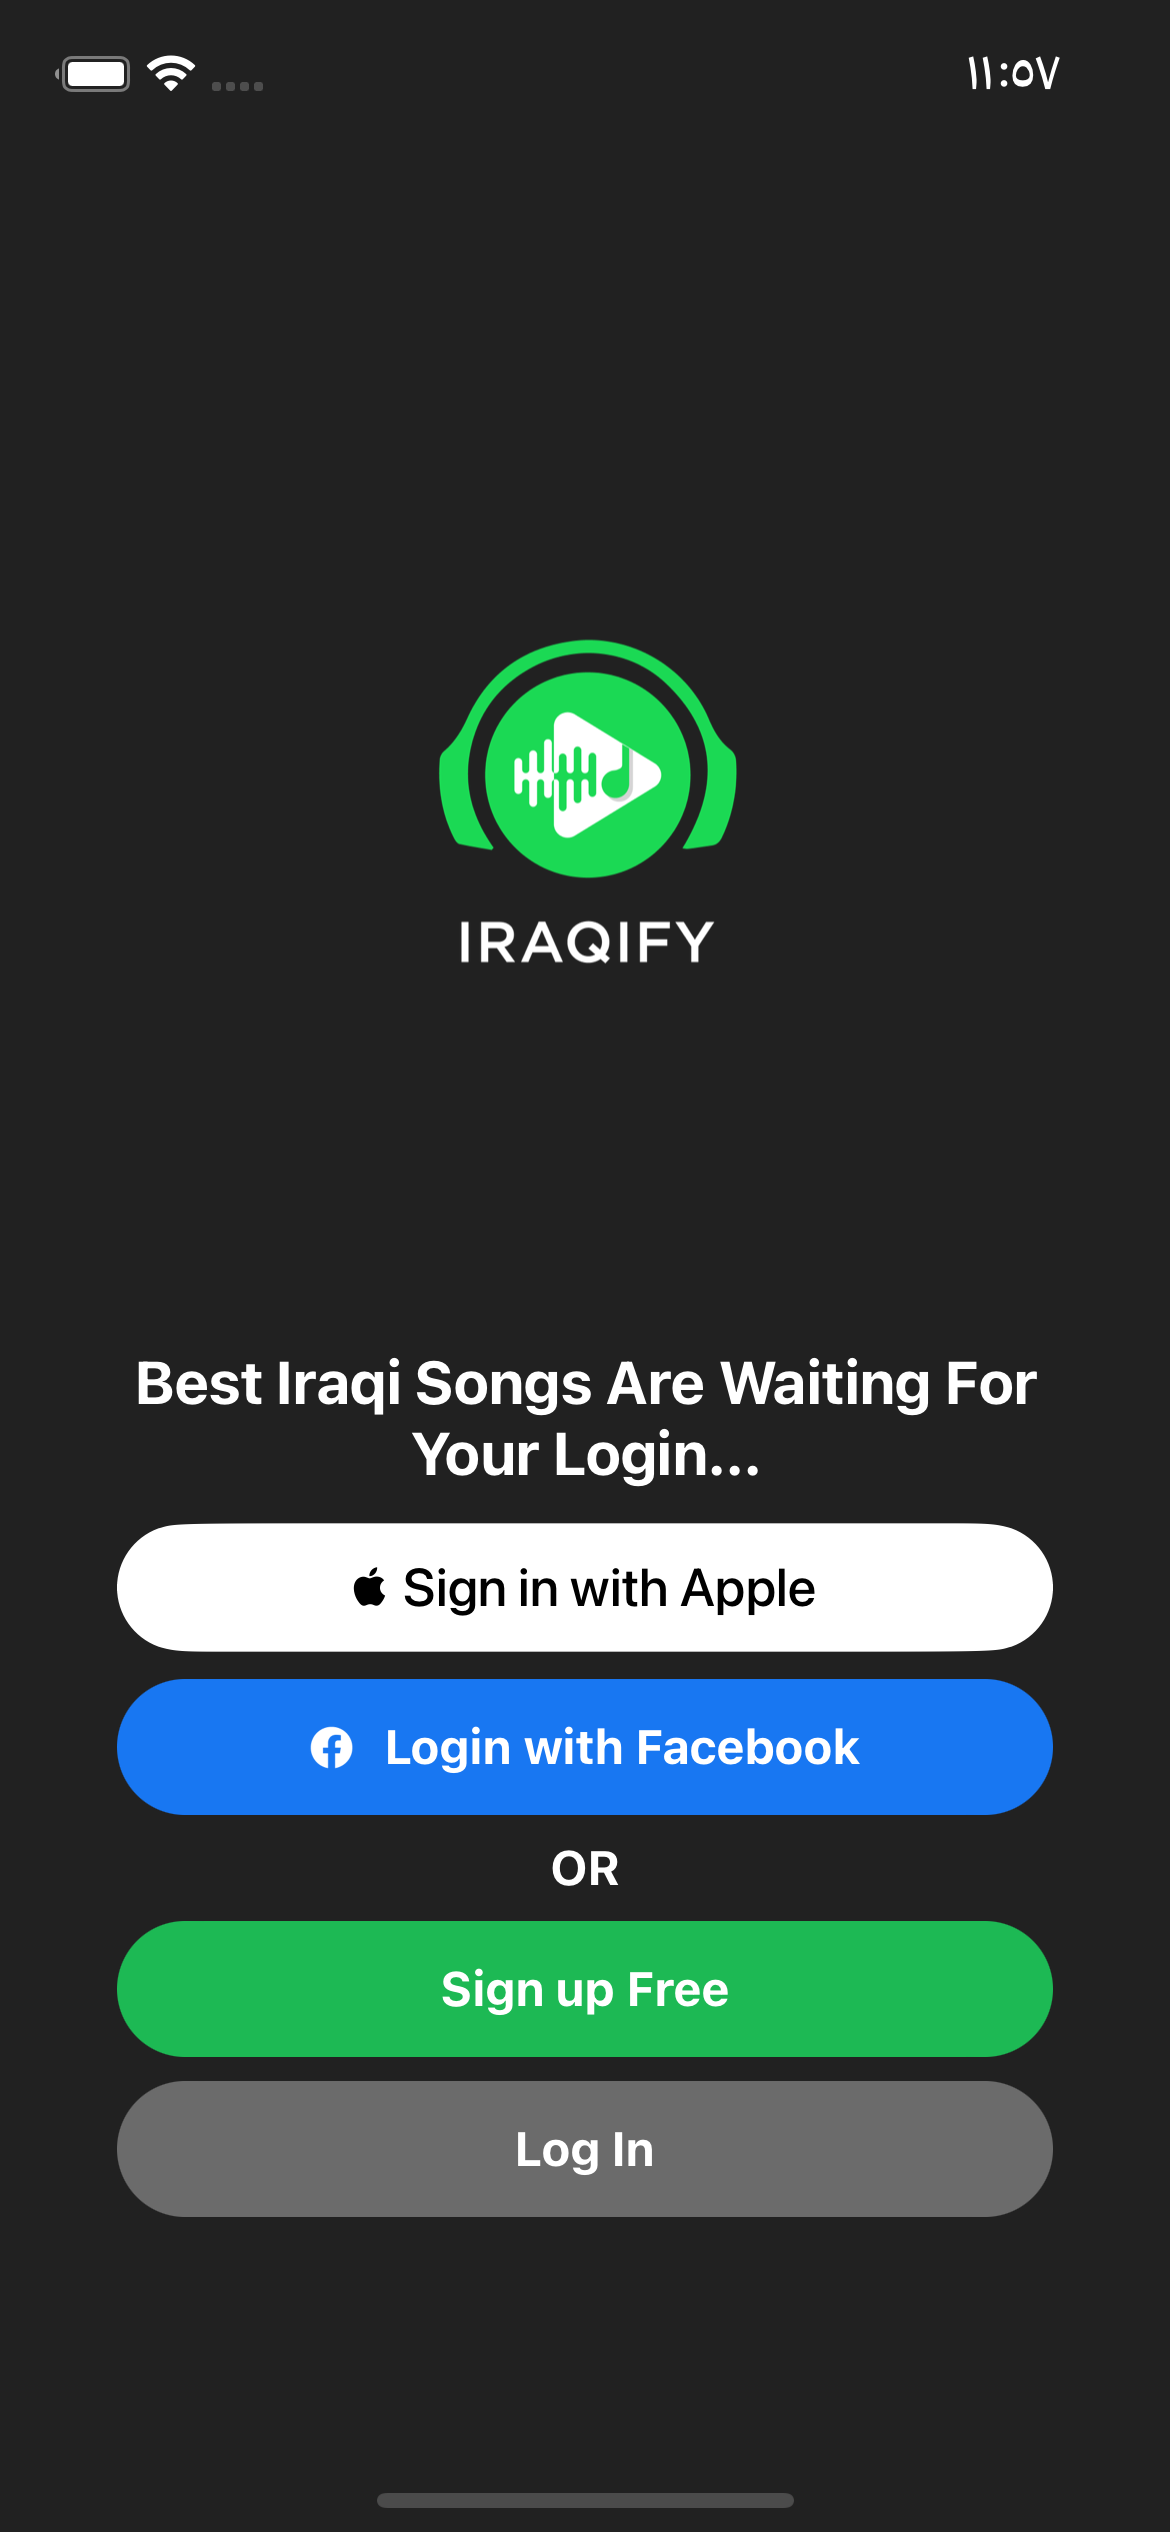 ١١:٥٧
IRAQIFY
Best Iraqi Songs Are Waiting For
Your Login...
Sign in with Apple
Login with Facebook
OR
Sign up Free
Log In